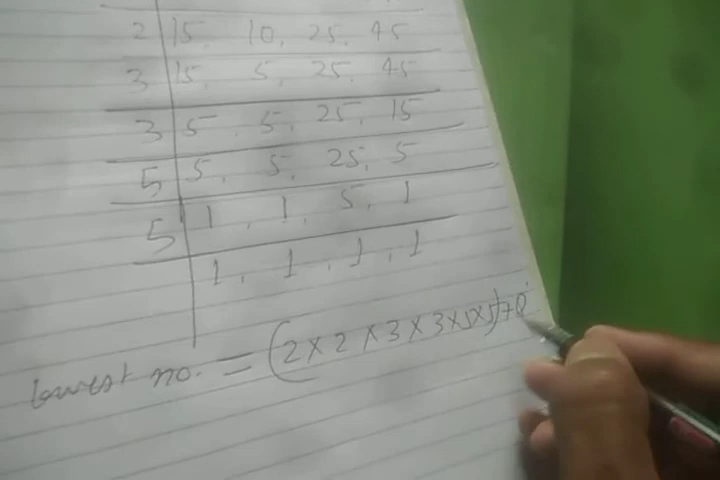 2 | 15, 10, 25, 45
3 | 15, 5, 25, 45
3 | 5, 5, 25, 15
5 | 5, 5, 25, 5
5 | 1, 1, 5, 1
1, 1, 1, 1
lowest no. = (2 × 2 × 3 × 3 × 5 × 5)